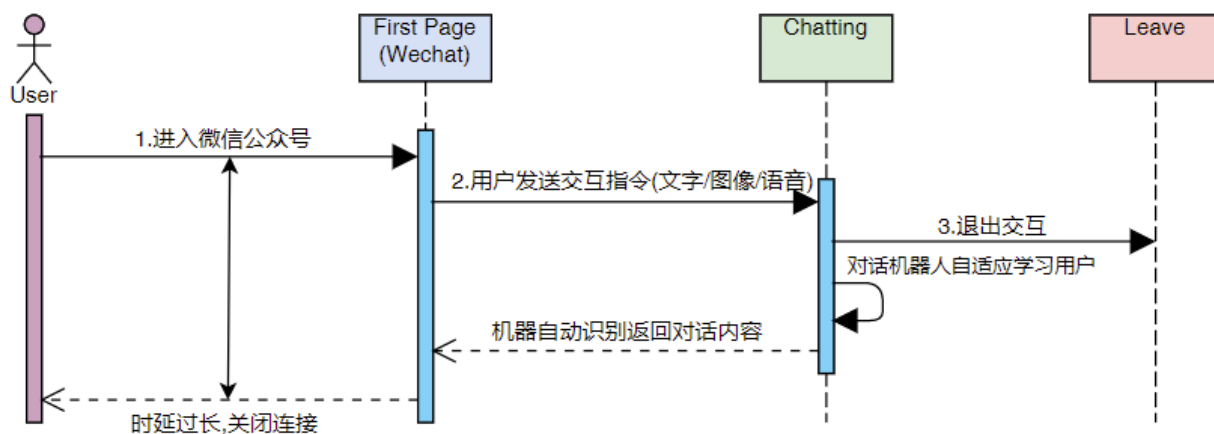 First Page
(Wechat)
Chatting
Leave
User
1.进入微信公众号
2.用户发送交互指令(文字/图像/语音)
3.退出交互
对话机器人自适应学习用户
机器自动识别返回对话内容
时延过长,关闭连接